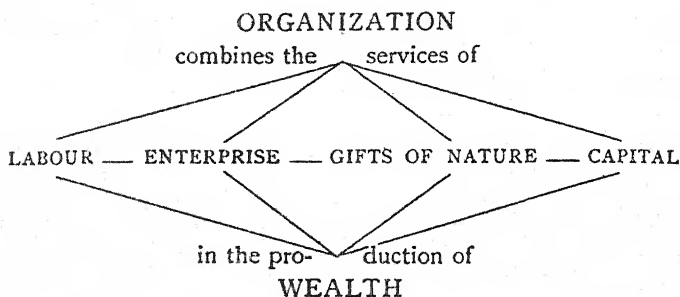 ORGANIZATION
combines the services of
LABOUR — ENTERPRISE — GIFTS OF NATURE — CAPITAL
in the pro- duction of
WEALTH